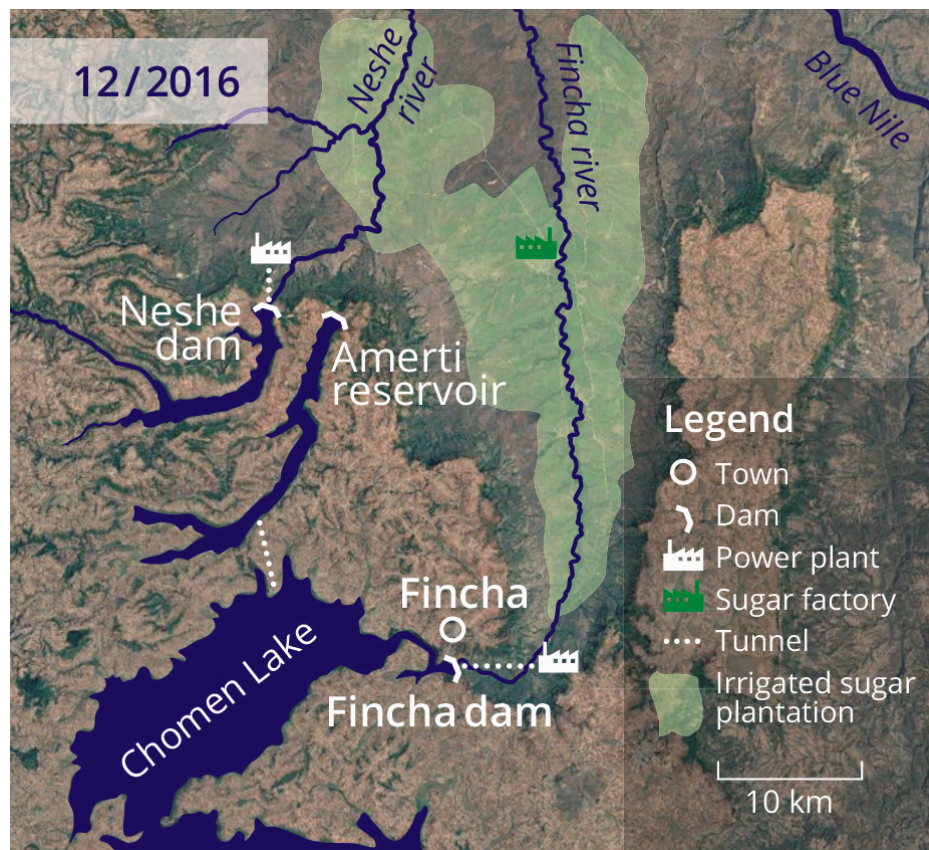 12/2016
Neshe
river
Fincha river
Blue Nile
Neshe
dam
Amerti
reservoir
Legend
Town
Dam
Power plant
Sugar factory
Tunnel
Irrigated sugar
plantation
10 km
Fincha
Chomen Lake
Fincha dam